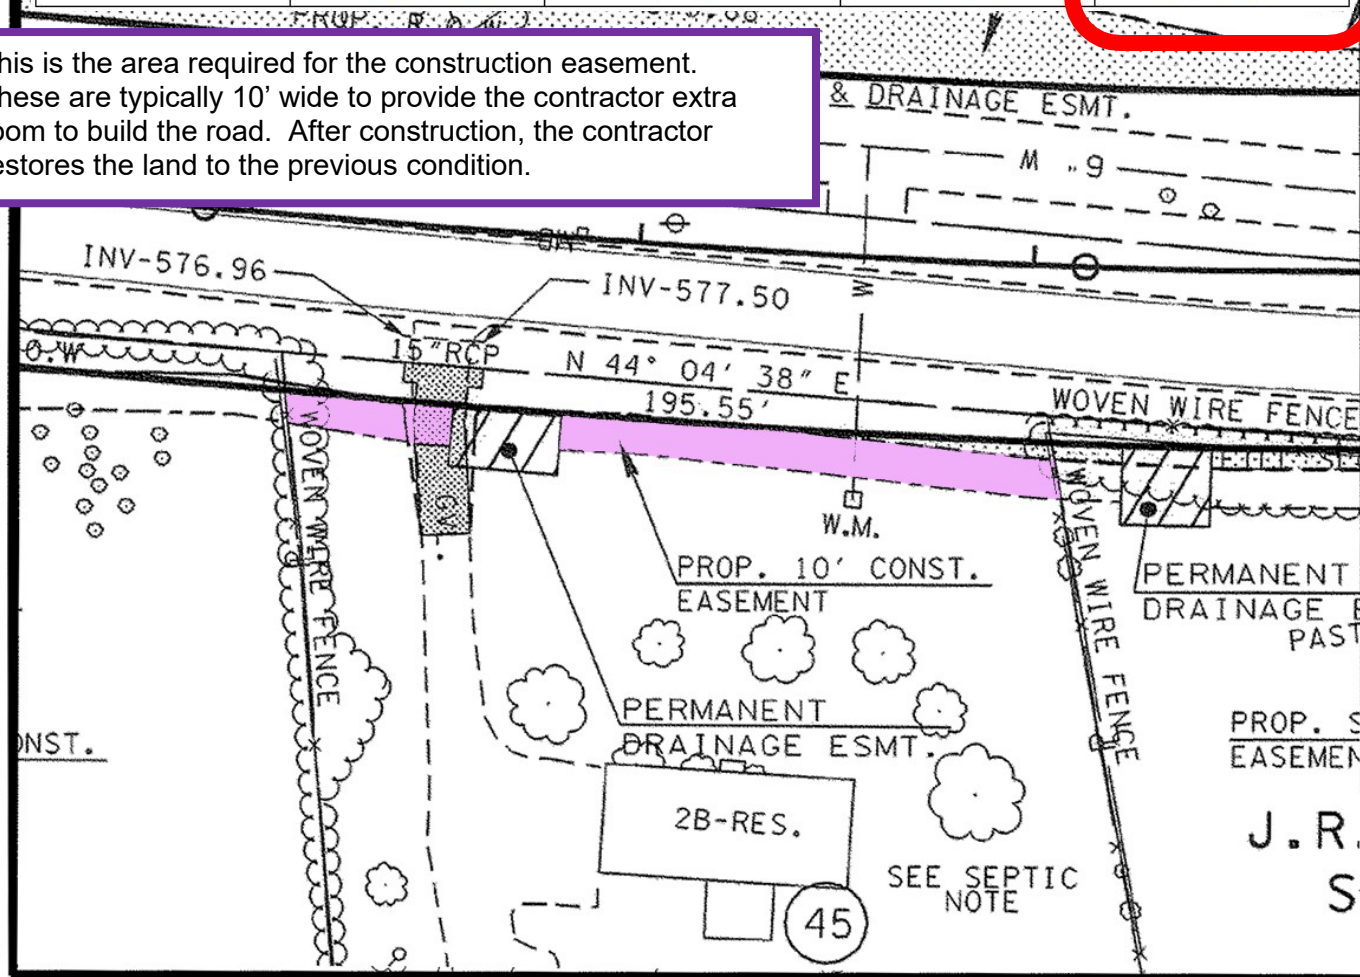 PROP. R.O.W.
his is the area required for the construction easement.
hese are typically 10’ wide to provide the contractor extra
oom to build the road.  After construction, the contractor
estores the land to the previous condition.
& DRAINAGE ESMT.
6" W
INV-576.96
INV-577.50
W
O.W
15"RCP
N 44° 04' 38" E
195.55'
WOVEN WIRE FENCE
WOVEN WIRE FENCE
GV.
W.M.
WOVEN WIRE FENCE
PROP. 10' CONST.
EASEMENT
PERMANENT
DRAINAGE E
PAST
PERMANENT
DRAINAGE ESMT.
ONST.
PROP. S
EASEMEN
2B-RES.
J.R.
S
SEE SEPTIC
NOTE
45